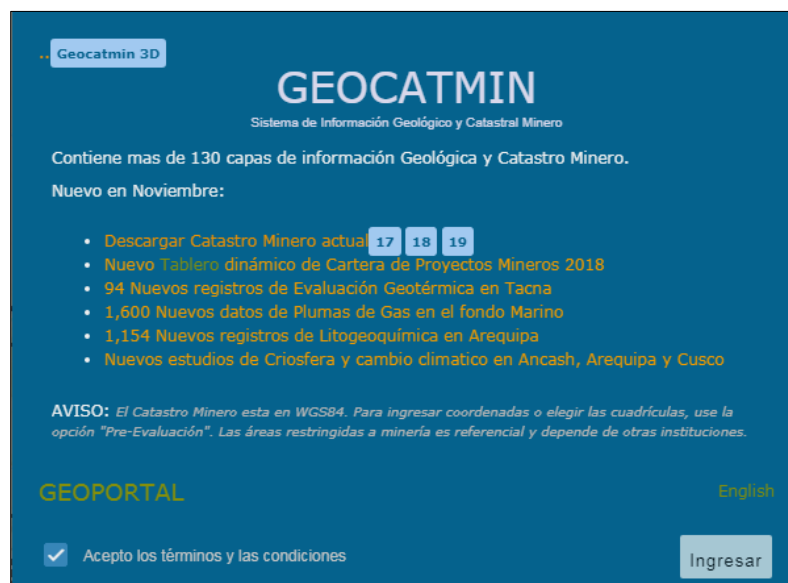 .. Geocatmin 3D
GEOCATMIN
Sistema de Información Geológico y Catastral Minero
Contiene mas de 130 capas de información Geológica y Catastro Minero.
Nuevo en Noviembre:
• Descargar Catastro Minero actual 17 18 19
• Nuevo Tablero dinámico de Cartera de Proyectos Mineros 2018
• 94 Nuevos registros de Evaluación Geotérmica en Tacna
• 1,600 Nuevos datos de Plumas de Gas en el fondo Marino
• 1,154 Nuevos registros de Litogeoquímica en Arequipa
• Nuevos estudios de Criosfera y cambio climatico en Ancash, Arequipa y Cusco
AVISO: El Catastro Minero esta en WGS84. Para ingresar coordenadas o elegir las cuadrículas, use la
opción "Pre-Evaluación". Las áreas restringidas a minería es referencial y depende de otras instituciones.
GEOPORTAL English
Acepto los términos y las condiciones
Ingresar